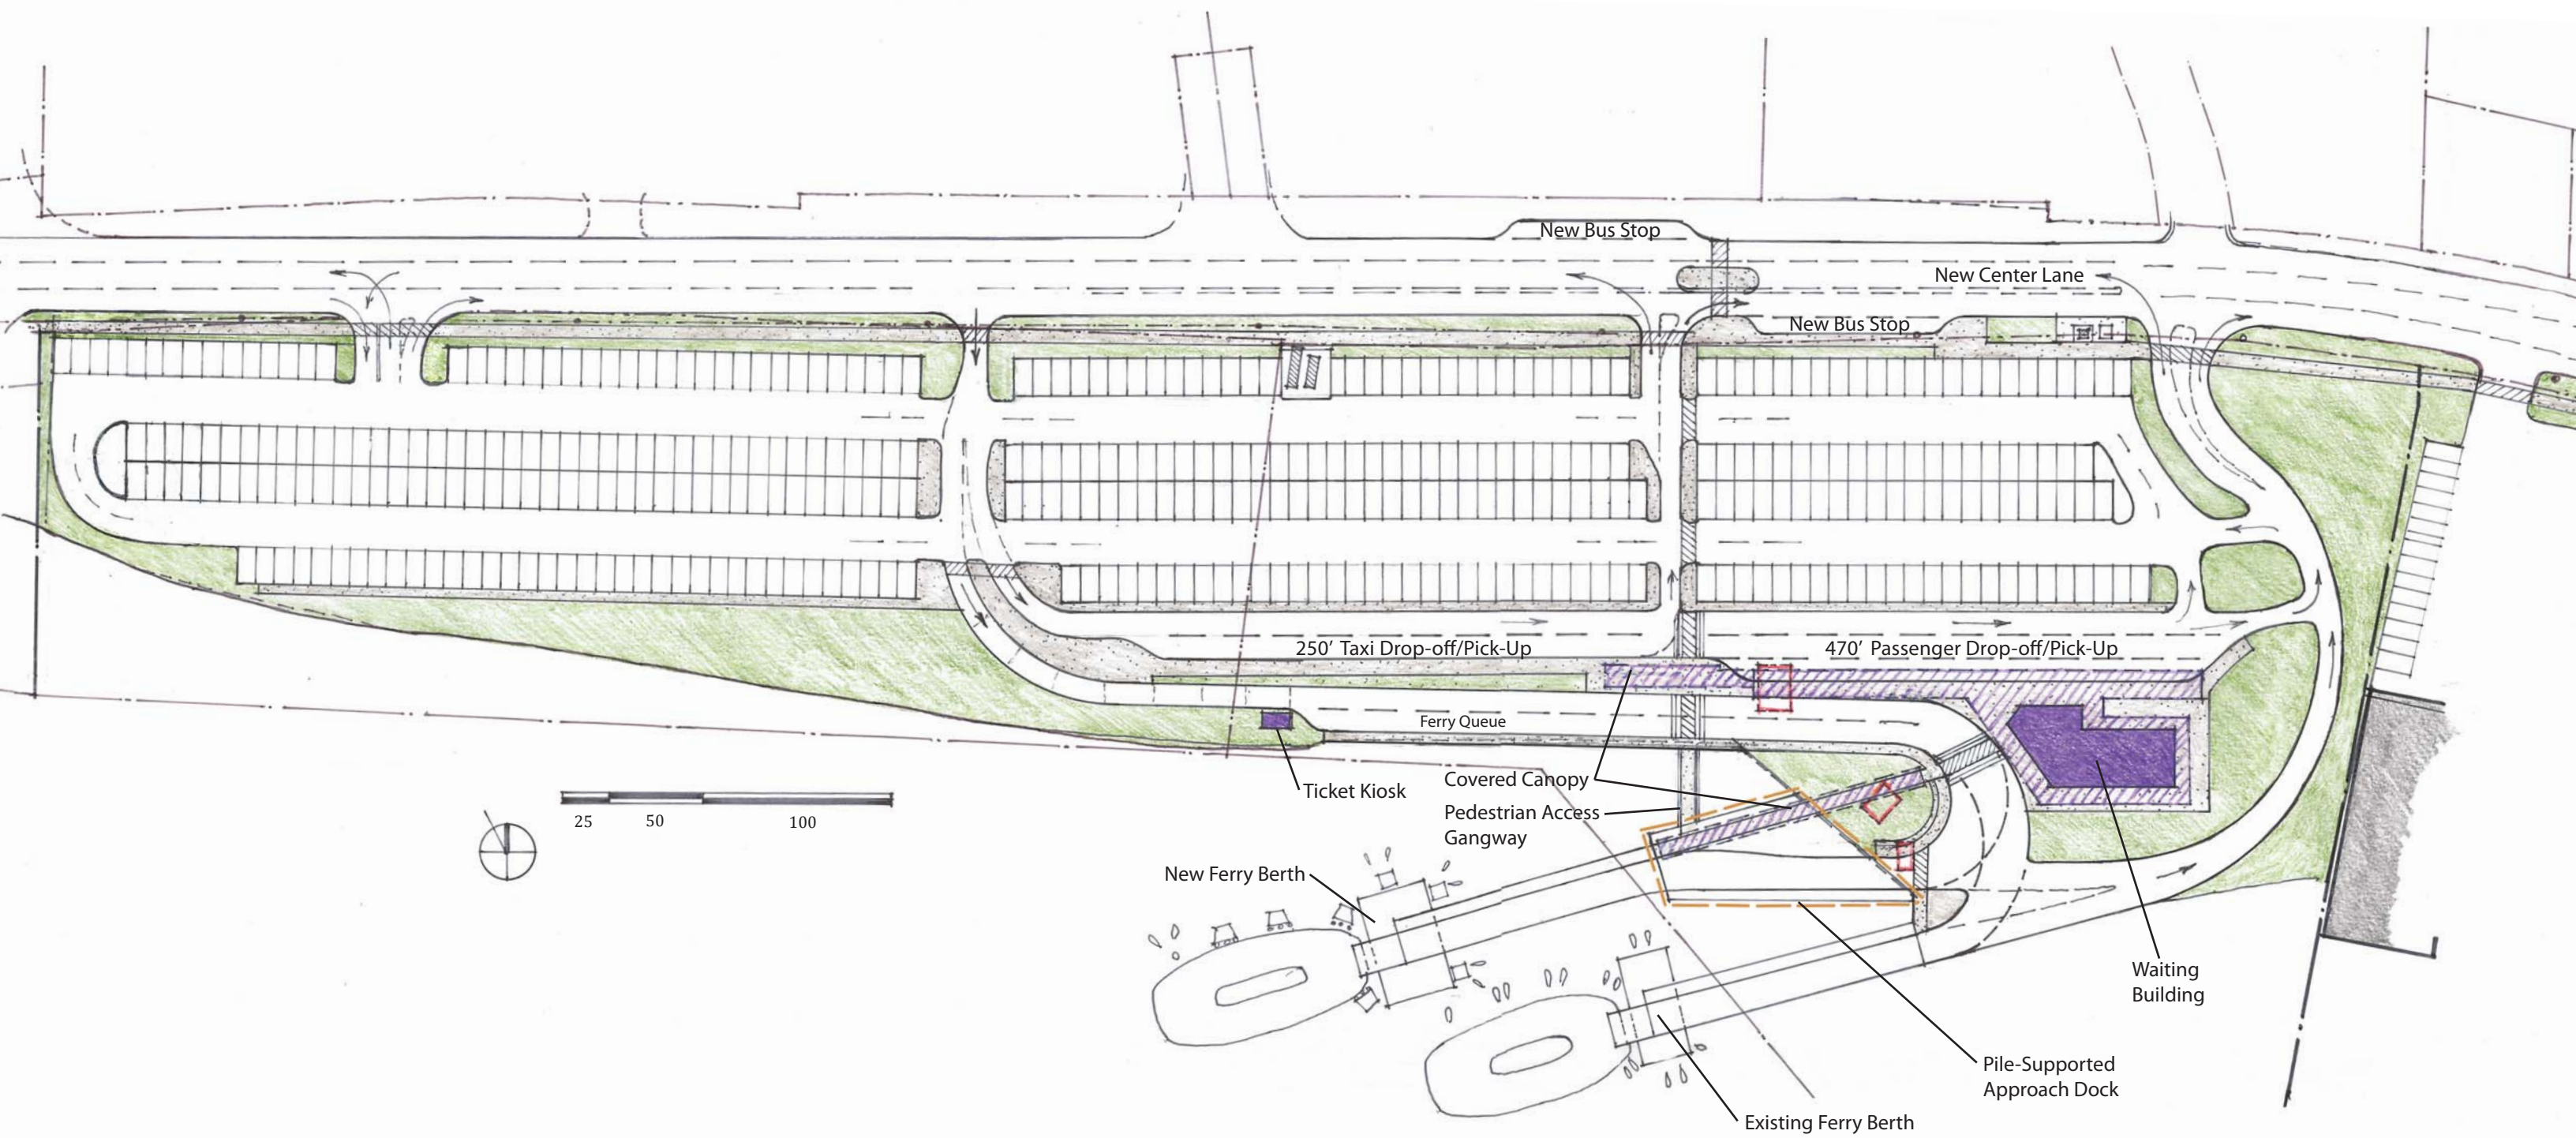 New Bus Stop
New Center Lane
New Bus Stop
250' Taxi Drop-off/Pick-Up
470' Passenger Drop-off/Pick-Up
Ferry Queue
Ticket Kiosk
Covered Canopy
Pedestrian Access
Gangway
25
50
100
New Ferry Berth
Waiting
Building
Pile-Supported
Approach Dock
Existing Ferry Berth